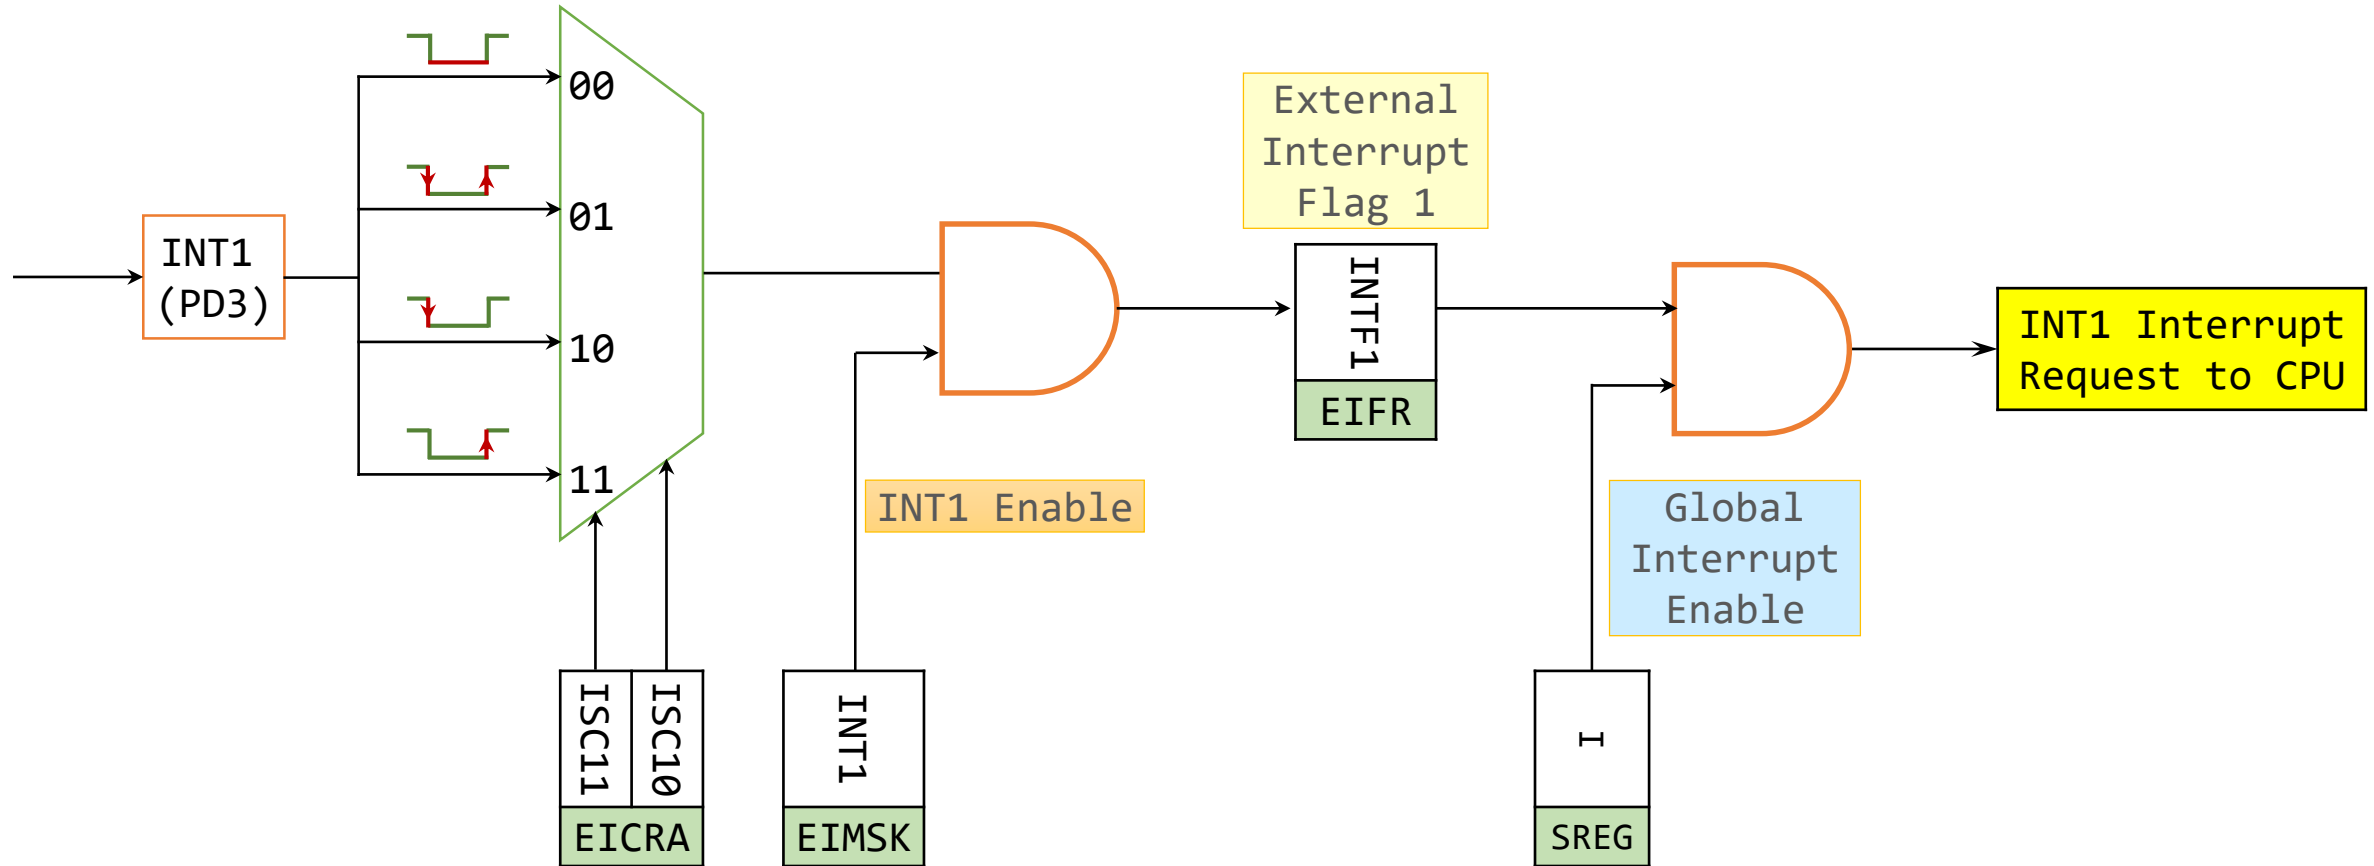 00
01
10
11
INT1
(PD3)
External
Interrupt
Flag 1
INTF1
EIFR
INT1 Interrupt
Request to CPU
INT1 Enable
Global
Interrupt
Enable
ISC11
ISC10
EICRA
INT1
EIMSK
I
SREG